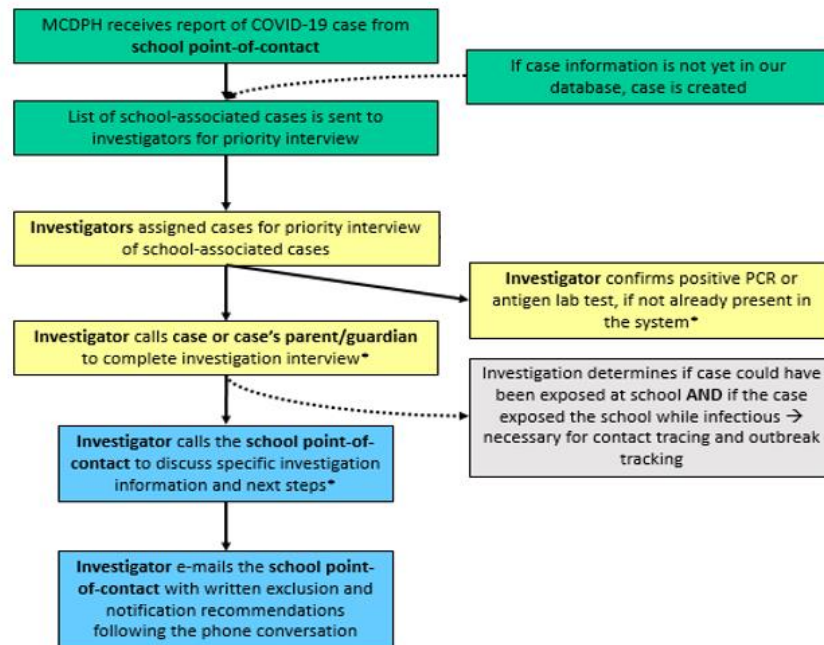 MCDPH receives report of COVID-19 case from
school point-of-contact
If case information is not yet in our
database, case is created
List of school-associated cases is sent to
investigators for priority interview
Investigators assigned cases for priority interview
of school-associated cases
Investigator confirms positive PCR or
antigen lab test, if not already present in
the system*
Investigator calls case or case's parent/guardian
to complete investigation interview*
Investigation determines if case could have
been exposed at school AND if the case
exposed the school while infectious →
necessary for contact tracing and outbreak
tracking
Investigator calls the school point-of-
contact to discuss specific investigation
information and next steps*
Investigator e-mails the school point-
of-contact with written exclusion and
notification recommendations
following the phone conversation